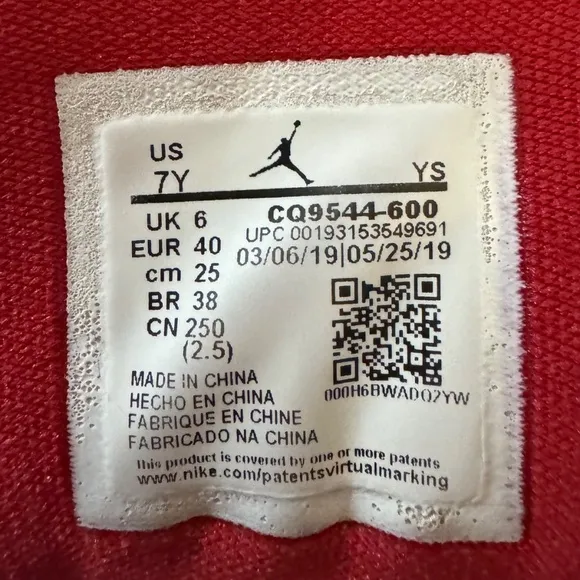 US
7Y YS
UK 6 CQ9544-600
UPC 00193153549691
EUR 40 03/06/19|05/25/19
cm 25
BR 38
CN 250
(2.5)
000H6BWADQ2YW
MADE IN CHINA
HECHO EN CHINA
FABRIQUE EN CHINE
FABRICADO NA CHINA
This product is covered by one or more patents
www.nike.com/patentsvirtualmarking